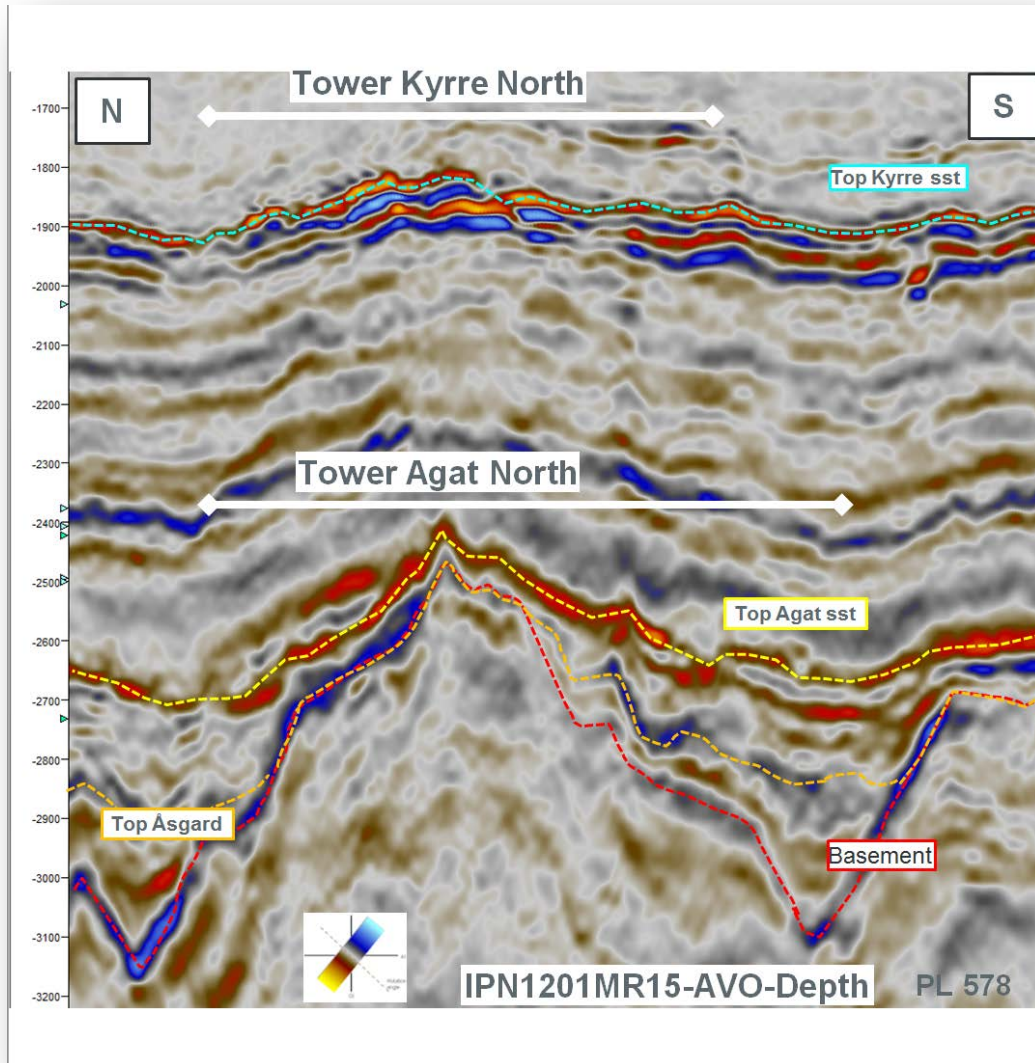 Tower Kyrre North
N
S
-1700
-1800
Top Kyrre sst
-1900
-2000
-2100
-2200
-2300
Tower Agat North
-2400
-2500
Top Agat sst
-2600
-2700
-2800
Top Åsgard
-2900
Basement
-3000
-3100
IPN1201MR15-AVO-Depth
PL 578
-3200